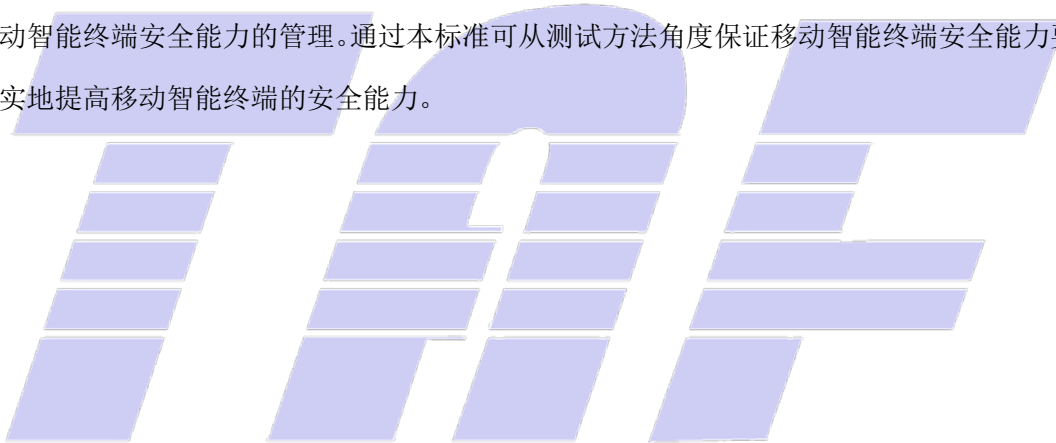 动智能终端安全能力的管理。通过本标准可从测试方法角度保证移动智能终端安全能力
实地提高移动智能终端的安全能力。
TAF